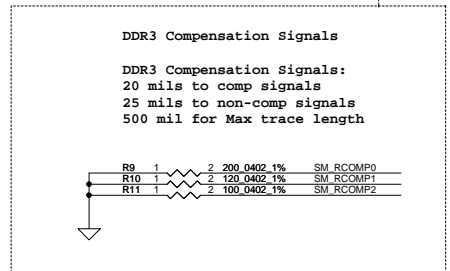 DDR3 Compensation Signals
DDR3 Compensation Signals:
20 mils to comp signals
25 mils to non-comp signals
500 mil for Max trace length
R9 1 2 200_0402_1% SM_RCOMP0
R10 1 2 120_0402_1% SM_RCOMP1
R11 1 2 100_0402_1% SM_RCOMP2